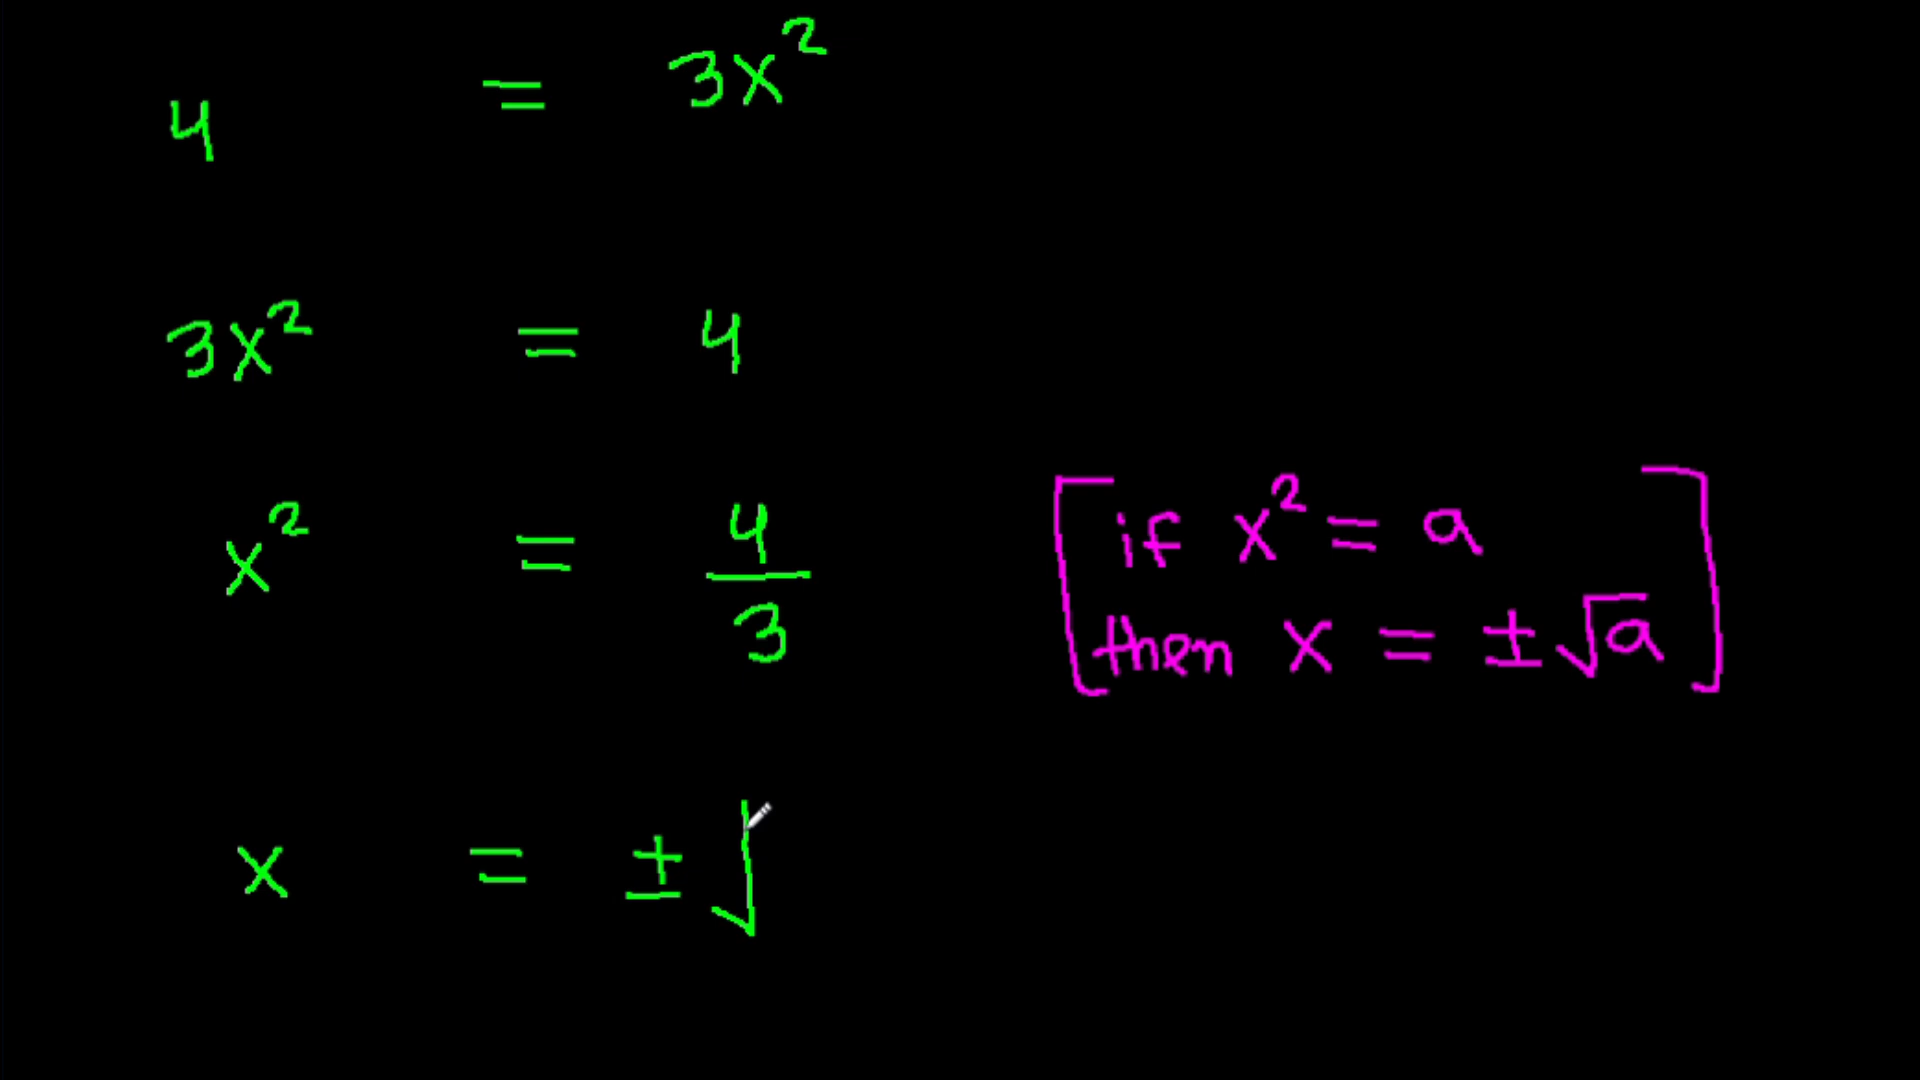 4 = 3x²
3x² = 4
x² = 4/3
[if x² = a
then x = ±√a]
x = ±√